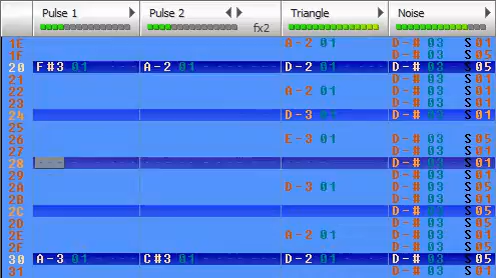 Pulse 1 Pulse 2 Triangle Noise
fx2
1E A-2 01 D-# 03 S01
1F D-# 03 S05
20 F#3 01 A-2 01 D-2 01 D-# 03 S05
21 D-# 03 S01
22 A-2 01 D-# 03 S01
23 D-# 03 S01
24 D-3 01 D-# 03 S01
25
26 E-3 01 D-# 03 S05
27 D-# 03 S01
28 D-# 03 S01
29 D-# 03 S01
2A D-3 01 D-# 03 S05
2B D-# 03 S01
2C D-# 03 S05
2D D-# 03 S05
2E A-2 01 D-# 03 S01
2F D-# 03 S05
30 A-3 01 C#3 01 D-2 01 D-# 03 S05
31 D-# 03 S01